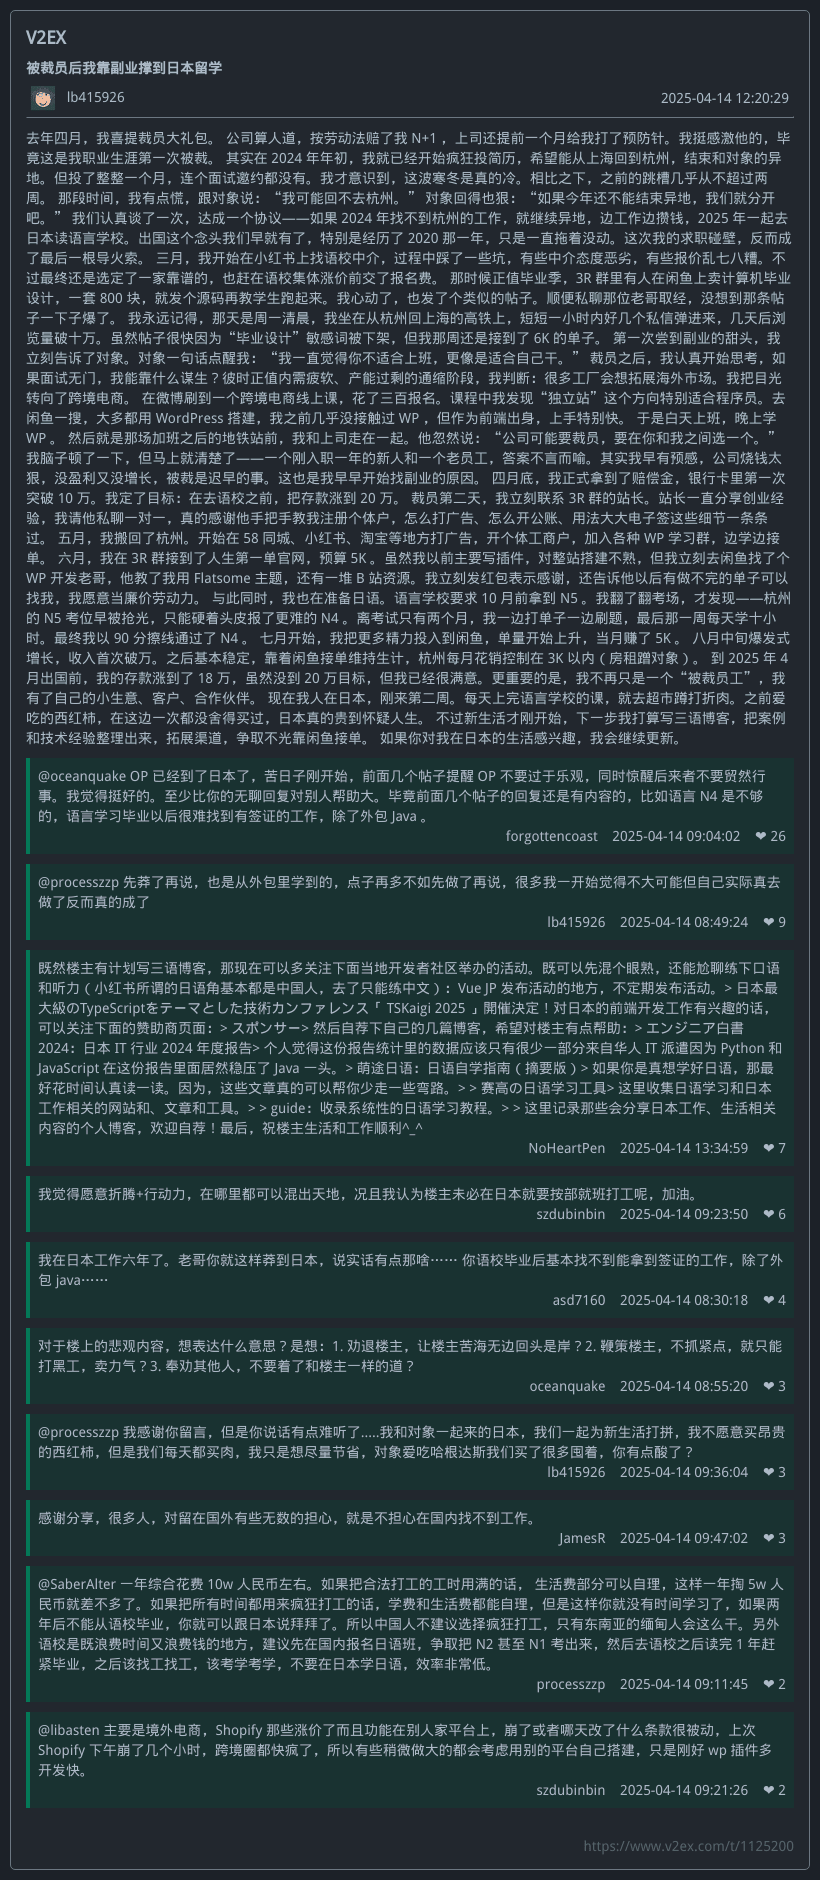 V2EX
被裁员后我靠副业撑到日本留学
lb415926
2025-04-14 12:20:29
去年四月，我喜提裁员大礼包。 公司算人道，按劳动法赔了我 N+1 ，上司还提前一个月给我打了预防针。我挺感激他的，毕
竟这是我职业生涯第一次被裁。 其实在 2024 年年初，我就已经开始疯狂投简历，希望能从上海回到杭州，结束和对象的异
地。但投了整整一个月，连个面试邀约都没有。我才意识到，这波寒冬是真的冷。相比之下，之前的跳槽几乎从不超过两
周。 那段时间，我有点慌，跟对象说： “我可能回不去杭州。” 对象回得也狠： “如果今年还不能结束异地，我们就分开
吧。” 我们认真谈了一次，达成一个协议——如果 2024 年找不到杭州的工作，就继续异地，边工作边攒钱，2025 年一起去
日本读语言学校。出国这个念头我们早就有了，特别是经历了 2020 那一年，只是一直拖着没动。这次我的求职碰壁，反而成
了最后一根导火索。 三月，我开始在小红书上找语校中介，过程中踩了一些坑，有些中介态度恶劣，有些报价乱七八糟。不
过最终还是选定了一家靠谱的，也赶在语校集体涨价前交了报名费。 那时候正值毕业季，3R 群里有人在闲鱼上卖计算机毕业
设计，一套 800 块，就发个源码再教学生跑起来。我心动了，也发了个类似的帖子。顺便私聊那位老哥取经，没想到那条帖
子一下子爆了。 我永远记得，那天是周一清晨，我坐在从杭州回上海的高铁上，短短一小时内好几个私信弹进来，几天后浏
览量破十万。虽然帖子很快因为“毕业设计”敏感词被下架，但我那周还是接到了 6K 的单子。 第一次尝到副业的甜头，我
立刻告诉了对象。对象一句话点醒我： “我一直觉得你不适合上班，更像是适合自己干。” 裁员之后，我认真开始思考，如
果面试无门，我能靠什么谋生？彼时正值内需疲软、产能过剩的通缩阶段，我判断：很多工厂会想拓展海外市场。我把目光
转向了跨境电商。 在微博刷到一个跨境电商线上课，花了三百报名。课程中我发现“独立站”这个方向特别适合程序员。去
闲鱼一搜，大多都用 WordPress 搭建，我之前几乎没接触过 WP ，但作为前端出身，上手特别快。 于是白天上班，晚上学
WP 。 然后就是那场加班之后的地铁站前，我和上司走在一起。他忽然说： “公司可能要裁员，要在你和我之间选一个。”
我脑子顿了一下，但马上就清楚了——一个刚入职一年的新人和一个老员工，答案不言而喻。其实我早有预感，公司烧钱太
狠，没盈利又没增长，被裁是迟早的事。这也是我早早开始找副业的原因。 四月底，我正式拿到了赔偿金，银行卡里第一次
突破 10 万。我定了目标：在去语校之前，把存款涨到 20 万。 裁员第二天，我立刻联系 3R 群的站长。站长一直分享创业经
验，我请他私聊一对一，真的感谢他手把手教我注册个体户，怎么打广告、怎么开公账、用法大大电子签这些细节一条条
过。 五月，我搬回了杭州。开始在 58 同城、小红书、淘宝等地方打广告，开个体工商户，加入各种 WP 学习群，边学边接
单。 六月，我在 3R 群接到了人生第一单官网，预算 5K 。虽然我以前主要写插件，对整站搭建不熟，但我立刻去闲鱼找了个
WP 开发老哥，他教了我用 Flatsome 主题，还有一堆 B 站资源。我立刻发红包表示感谢，还告诉他以后有做不完的单子可以
找我，我愿意当廉价劳动力。 与此同时，我也在准备日语。语言学校要求 10 月前拿到 N5 。我翻了翻考场，才发现——杭州
的 N5 考位早被抢光，只能硬着头皮报了更难的 N4 。离考试只有两个月，我一边打单子一边刷题，最后那一周每天学十小
时。最终我以 90 分擦线通过了 N4 。 七月开始，我把更多精力投入到闲鱼，单量开始上升，当月赚了 5K 。 八月中旬爆发式
增长，收入首次破万。之后基本稳定，靠着闲鱼接单维持生计，杭州每月花销控制在 3K 以内（房租蹭对象）。 到 2025 年 4
月出国前，我的存款涨到了 18 万，虽然没到 20 万目标，但我已经很满意。更重要的是，我不再只是一个“被裁员工”，我
有了自己的小生意、客户、合作伙伴。 现在我人在日本，刚来第二周。每天上完语言学校的课，就去超市蹲打折肉。之前爱
吃的西红柿，在这边一次都没舍得买过，日本真的贵到怀疑人生。 不过新生活才刚开始，下一步我打算写三语博客，把案例
和技术经验整理出来，拓展渠道，争取不光靠闲鱼接单。 如果你对我在日本的生活感兴趣，我会继续更新。
@oceanquake OP 已经到了日本了，苦日子刚开始，前面几个帖子提醒 OP 不要过于乐观，同时惊醒后来者不要贸然行
事。我觉得挺好的。至少比你的无聊回复对别人帮助大。毕竟前面几个帖子的回复还是有内容的，比如语言 N4 是不够
的，语言学习毕业以后很难找到有签证的工作，除了外包 Java 。
forgottencoast 2025-04-14 09:04:02 ❤ 26
@processzzp 先莽了再说，也是从外包里学到的，点子再多不如先做了再说，很多我一开始觉得不大可能但自己实际真去
做了反而真的成了
lb415926 2025-04-14 08:49:24 ❤ 9
既然楼主有计划写三语博客，那现在可以多关注下面当地开发者社区举办的活动。既可以先混个眼熟，还能尬聊练下口语
和听力（小红书所谓的日语角基本都是中国人，去了只能练中文）：Vue JP 发布活动的地方，不定期发布活动。> 日本最
大級のTypeScriptをテーマとした技術カンファレンス「 TSKaigi 2025 」開催決定！对日本的前端开发工作有兴趣的话，
可以关注下面的赞助商页面：> スポンサー> 然后自荐下自己的几篇博客，希望对楼主有点帮助：> エンジニア白書
2024：日本 IT 行业 2024 年度报告> 个人觉得这份报告统计里的数据应该只有很少一部分来自华人 IT 派遣因为 Python 和
JavaScript 在这份报告里面居然稳压了 Java 一头。> 萌途日语：日语自学指南（摘要版）> 如果你是真想学好日语，那最
好花时间认真读一读。因为，这些文章真的可以帮你少走一些弯路。> > 赛高の日语学习工具> 这里收集日语学习和日本
工作相关的网站和、文章和工具。> > guide：收录系统性的日语学习教程。> > 这里记录那些会分享日本工作、生活相关
内容的个人博客，欢迎自荐！最后，祝楼主生活和工作顺利^_^
NoHeartPen 2025-04-14 13:34:59 ❤ 7
我觉得愿意折腾+行动力，在哪里都可以混出天地，况且我认为楼主未必在日本就要按部就班打工呢，加油。
szdubinbin 2025-04-14 09:23:50 ❤ 6
我在日本工作六年了。老哥你就这样莽到日本，说实话有点那啥…… 你语校毕业后基本找不到能拿到签证的工作，除了外
包 java……
asd7160 2025-04-14 08:30:18 ❤ 4
对于楼上的悲观内容，想表达什么意思？是想：1. 劝退楼主，让楼主苦海无边回头是岸？2. 鞭策楼主，不抓紧点，就只能
打黑工，卖力气？3. 奉劝其他人，不要着了和楼主一样的道？
oceanquake 2025-04-14 08:55:20 ❤ 3
@processzzp 我感谢你留言，但是你说话有点难听了.....我和对象一起来的日本，我们一起为新生活打拼，我不愿意买昂贵
的西红柿，但是我们每天都买肉，我只是想尽量节省，对象爱吃哈根达斯我们买了很多囤着，你有点酸了？
lb415926 2025-04-14 09:36:04 ❤ 3
感谢分享，很多人，对留在国外有些无数的担心，就是不担心在国内找不到工作。
JamesR 2025-04-14 09:47:02 ❤ 3
@SaberAlter 一年综合花费 10w 人民币左右。如果把合法打工的工时用满的话， 生活费部分可以自理，这样一年掏 5w 人
民币就差不多了。如果把所有时间都用来疯狂打工的话，学费和生活费都能自理，但是这样你就没有时间学习了，如果两
年后不能从语校毕业，你就可以跟日本说拜拜了。所以中国人不建议选择疯狂打工，只有东南亚的缅甸人会这么干。另外
语校是既浪费时间又浪费钱的地方，建议先在国内报名日语班，争取把 N2 甚至 N1 考出来，然后去语校之后读完 1 年赶
紧毕业，之后该找工找工，该考学考学，不要在日本学日语，效率非常低。
processzzp 2025-04-14 09:11:45 ❤ 2
@libasten 主要是境外电商，Shopify 那些涨价了而且功能在别人家平台上，崩了或者哪天改了什么条款很被动，上次
Shopify 下午崩了几个小时，跨境圈都快疯了，所以有些稍微做大的都会考虑用别的平台自己搭建，只是刚好 wp 插件多
开发快。
szdubinbin 2025-04-14 09:21:26 ❤ 2
https://www.v2ex.com/t/1125200